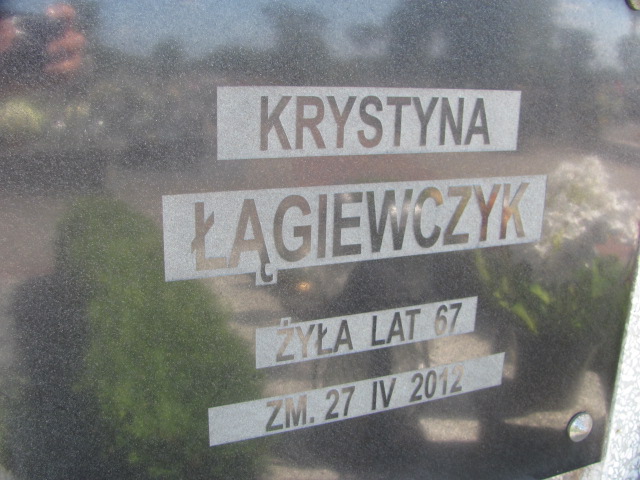 KRYSTYNA
ŁĄGIEWCZYK
ŻYŁA LAT 67
ZM. 27 IV 2012